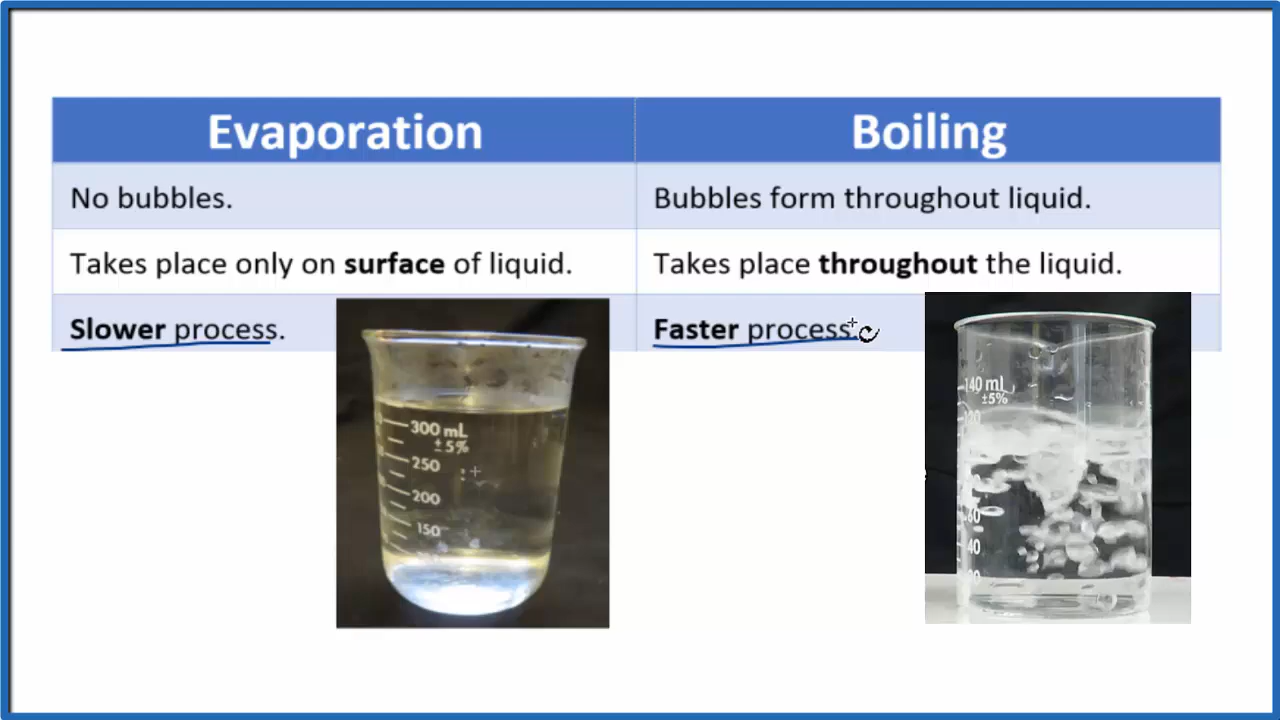 Evaporation
Boiling
No bubbles.
Bubbles form throughout liquid.
Takes place only on surface of liquid.
Takes place throughout the liquid.
Slower process.
Faster process.
300 mL
±5%
250
200
150
140 ml
±5%
60
40